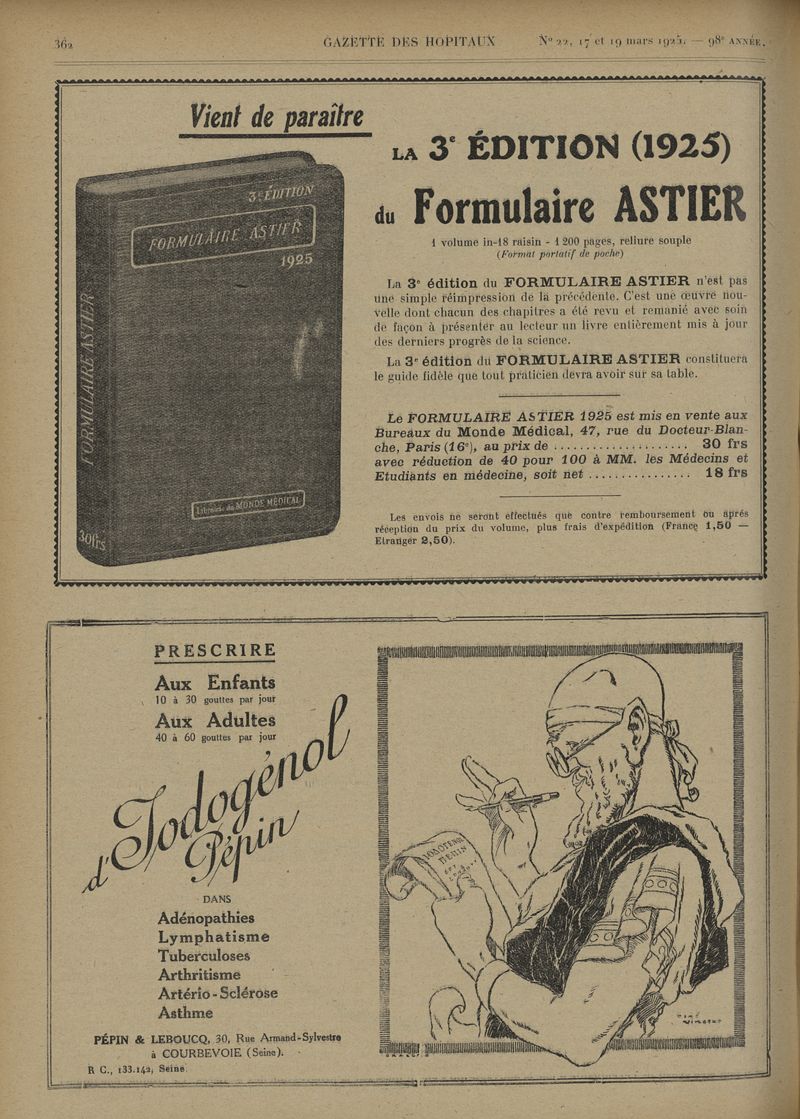 362
GAZETTE DES HOPITAUX
N° 22, 17 et 19 mars 1925. — 98e ANNÉE.
Vient de paraître
3e ÉDITION
FORMULAIRE ASTIER
1925
FORMULAIRE ASTIER
Librairie du MONDE MÉDICAL
30frs
LA 3e ÉDITION (1925)
du Formulaire ASTIER
1 volume in-18 raisin - 1 200 pages, reliure souple
(Format portatif de poche)
La 3e édition du FORMULAIRE ASTIER n'est pas
une simple réimpression de la précédente. C'est une œuvre nou-
velle dont chacun des chapitres a été revu et remanié avec soin
de façon à présenter au lecteur un livre entièrement mis à jour
des derniers progrès de la science.
La 3e édition du FORMULAIRE ASTIER constituera
le guide fidèle que tout praticien devra avoir sur sa table.
Le FORMULAIRE ASTIER 1925 est mis en vente aux
Bureaux du Monde Médical, 47, rue du Docteur-Blan-
che, Paris (16e), au prix de ..................... 30 frs
avec réduction de 40 pour 100 à MM. les Médecins et
Etudiants en médecine, soit net ................ 18 frs
Les envois ne seront effectués que contre remboursement ou après
réception du prix du volume, plus frais d'expédition (France 1,50 —
Etranger 2,50).
PRESCRIRE
Aux Enfants
10 à 30 gouttes par jour
Aux Adultes
40 à 60 gouttes par jour
d'Iodogénol
Pépin
DANS
Adénopathies
Lymphatisme
Tuberculoses
Arthritisme
Artério-Sclérose
Asthme
PÉPIN & LEBOUCQ, 30, Rue Armand-Sylvestre
à COURBEVOIE (Seine).
R C., 133.142, Seine.
IODOGENOL
PEPIN